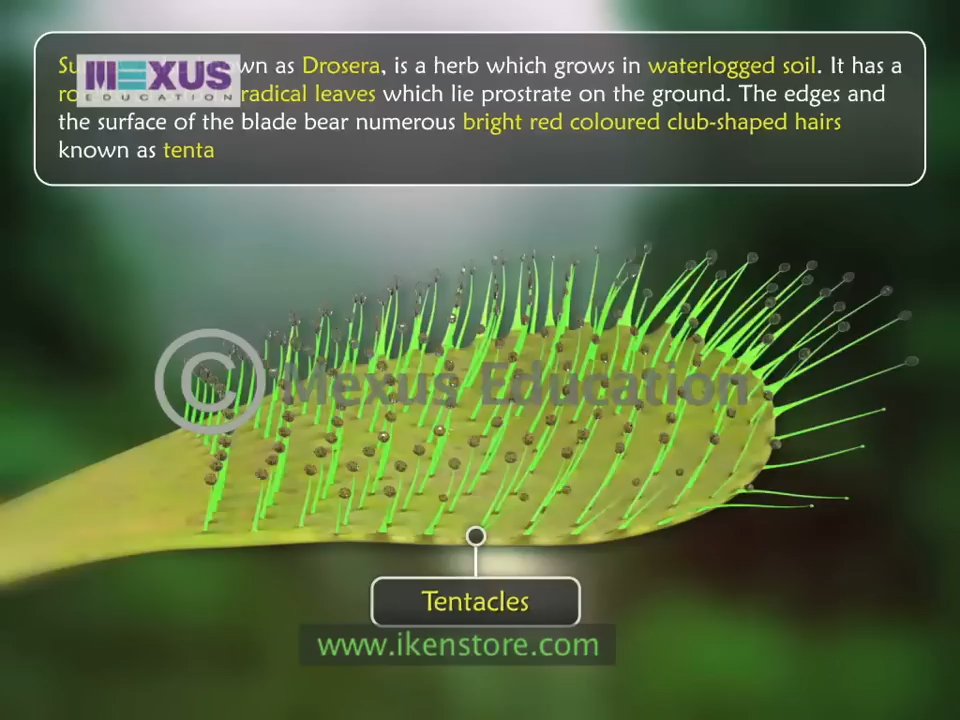 Su wn as Drosera, is a herb which grows in waterlogged soil. It has a
ro radical leaves which lie prostrate on the ground. The edges and
the surface of the blade bear numerous bright red coloured club-shaped hairs
known as tenta
MEXUS
EDUCATION
© Mexus Education
Tentacles
www.ikenstore.com